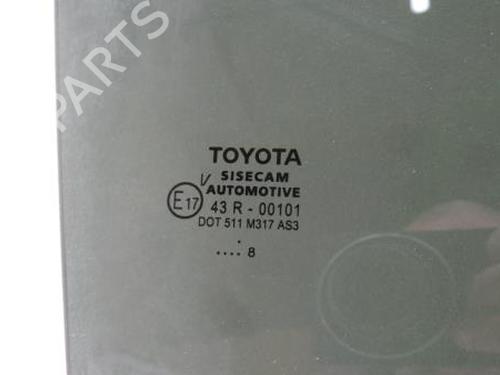 PARTS
TOYOTA
SISECAM
V AUTOMOTIVE
E17 43 R - 00101
DOT 511 M317 AS3
.
.... 8